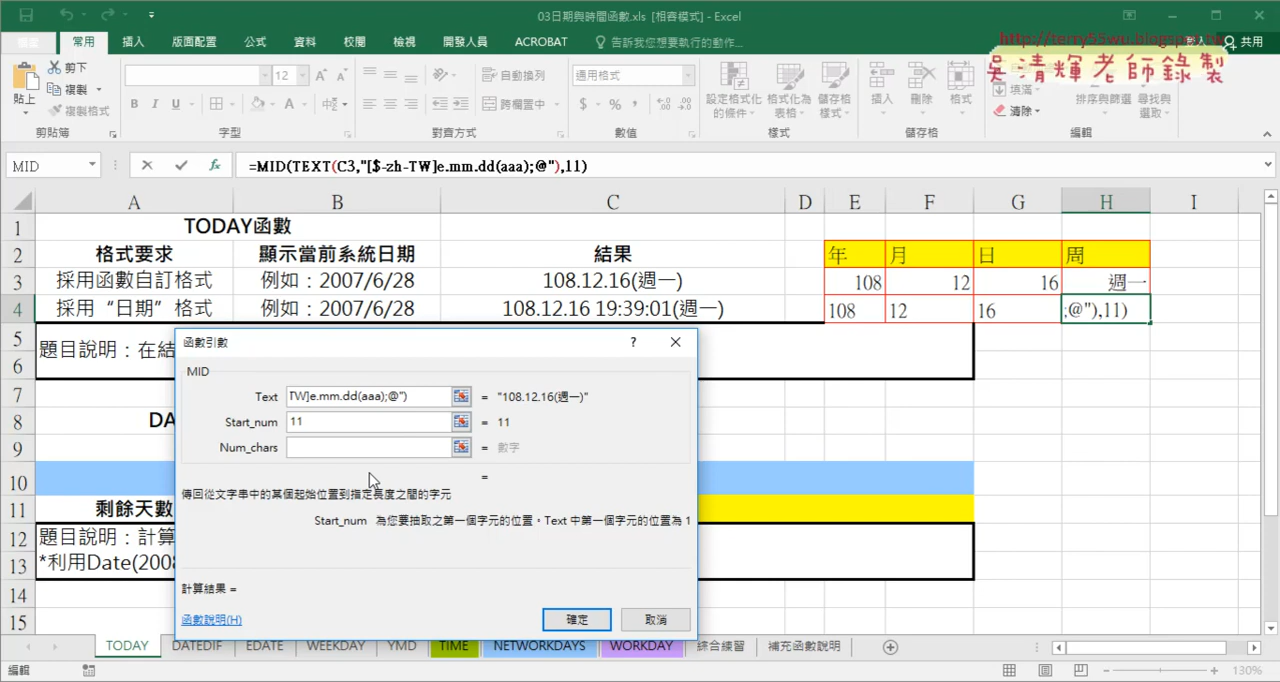 03日期與時間函數.xls [相容模式] - Excel
常用 插入 版面配置 公式 資料 校閱 檢視 開發人員 ACROBAT 告訴我您想要執行的動作... 共用
http://terry55wu.blogspot.tw
吳清輝老師錄製
貼上 剪下 複製 複製格式 剪貼簿
12 B I U 字型
自動換列 跨欄置中 對齊方式
通用格式 $ % 數值
設定格式化的條件 格式化為表格 儲存格樣式 樣式
插入 刪除 格式 儲存格
填滿 清除 排序與篩選 尋找與選取 編輯
MID =MID(TEXT(C3,"[$-zh-TW]e.mm.dd(aaa);@"),11)
A B C D E F G H I
1 TODAY函數
2 格式要求 顯示當前系統日期 結果 年 月 日 周
3 採用函數自訂格式 例如：2007/6/28 108.12.16(週一) 108 12 16 週一
4 採用“日期”格式 例如：2007/6/28 108.12.16 19:39:01(週一) 108 12 16 ;@"),11)
5 題目說明：在結
6
7
8 DA
9
10
11 剩餘天數
12 題目說明：計算
13 *利用Date(2008
14
15
函數引數 ? ×
MID
Text TW]e.mm.dd(aaa);@") = "108.12.16(週一)"
Start_num 11 = 11
Num_chars = 數字
=
傳回從文字串中的某個起始位置到指定長度之間的字元
Start_num 為您要抽取之第一個字元的位置。Text 中第一個字元的位置為 1
計算結果 =
函數說明(H) 確定 取消
TODAY DATEDIF EDATE WEEKDAY YMD TIME NETWORKDAYS WORKDAY 綜合練習 補充函數說明
編輯 130%